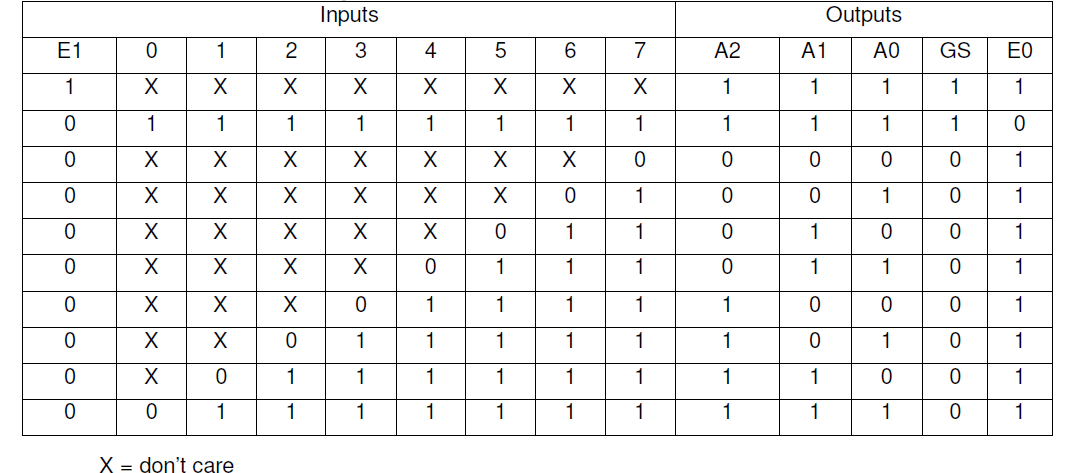 Inputs Outputs
E1 0 1 2 3 4 5 6 7 A2 A1 A0 GS E0
1 X X X X X X X X 1 1 1 1 1
0 1 1 1 1 1 1 1 1 1 1 1 1 0
0 X X X X X X X 0 0 0 0 0 1
0 X X X X X X 0 1 0 0 1 0 1
0 X X X X X 0 1 1 0 1 0 0 1
0 X X X X 0 1 1 1 0 1 1 0 1
0 X X X 0 1 1 1 1 1 0 0 0 1
0 X X 0 1 1 1 1 1 1 0 1 0 1
0 X 0 1 1 1 1 1 1 1 1 0 0 1
0 0 1 1 1 1 1 1 1 1 1 1 0 1
X = don't care